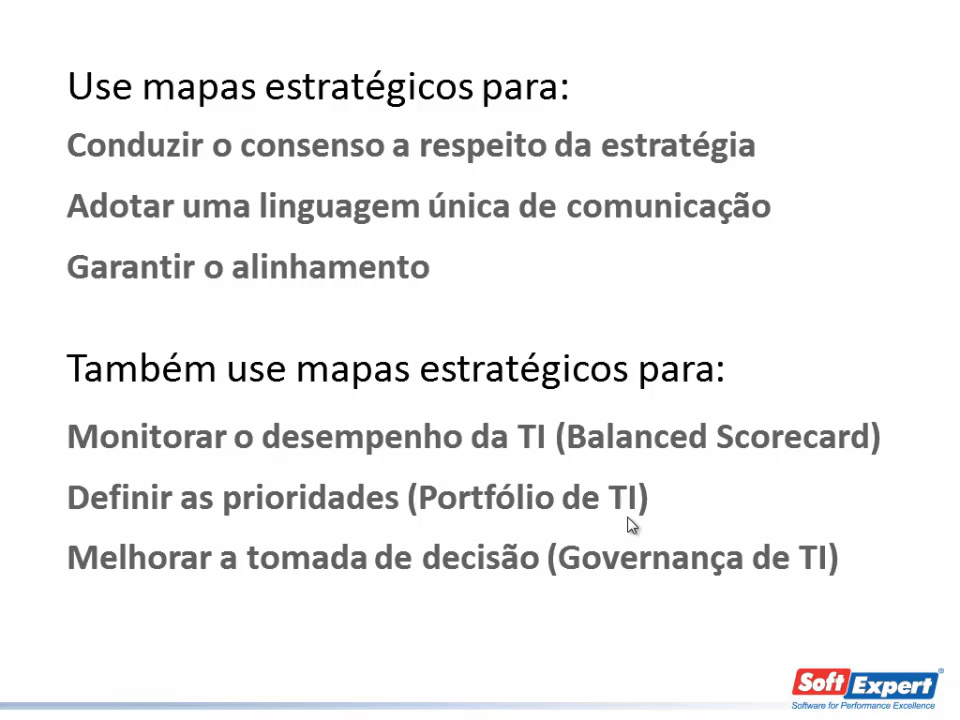 Use mapas estratégicos para:
Conduzir o consenso a respeito da estratégia
Adotar uma linguagem única de comunicação
Garantir o alinhamento
Também use mapas estratégicos para:
Monitorar o desempenho da TI (Balanced Scorecard)
Definir as prioridades (Portfólio de TI)
Melhorar a tomada de decisão (Governança de TI)
SoftExpert®
Software for Performance Excellence